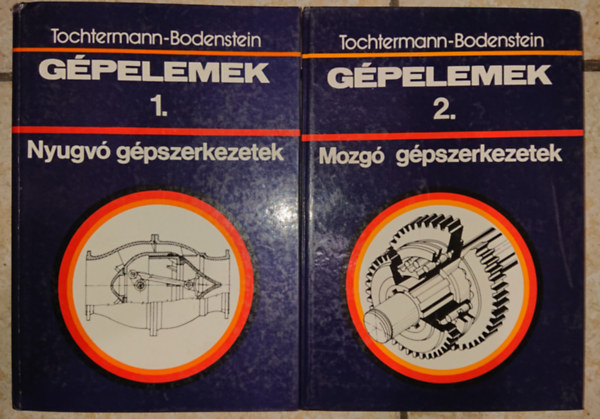 Tochtermann-Bodenstein
GÉPELEMEK
1.
Nyugvó gépszerkezetek
Tochtermann-Bodenstein
GÉPELEMEK
2.
Mozgó gépszerkezetek